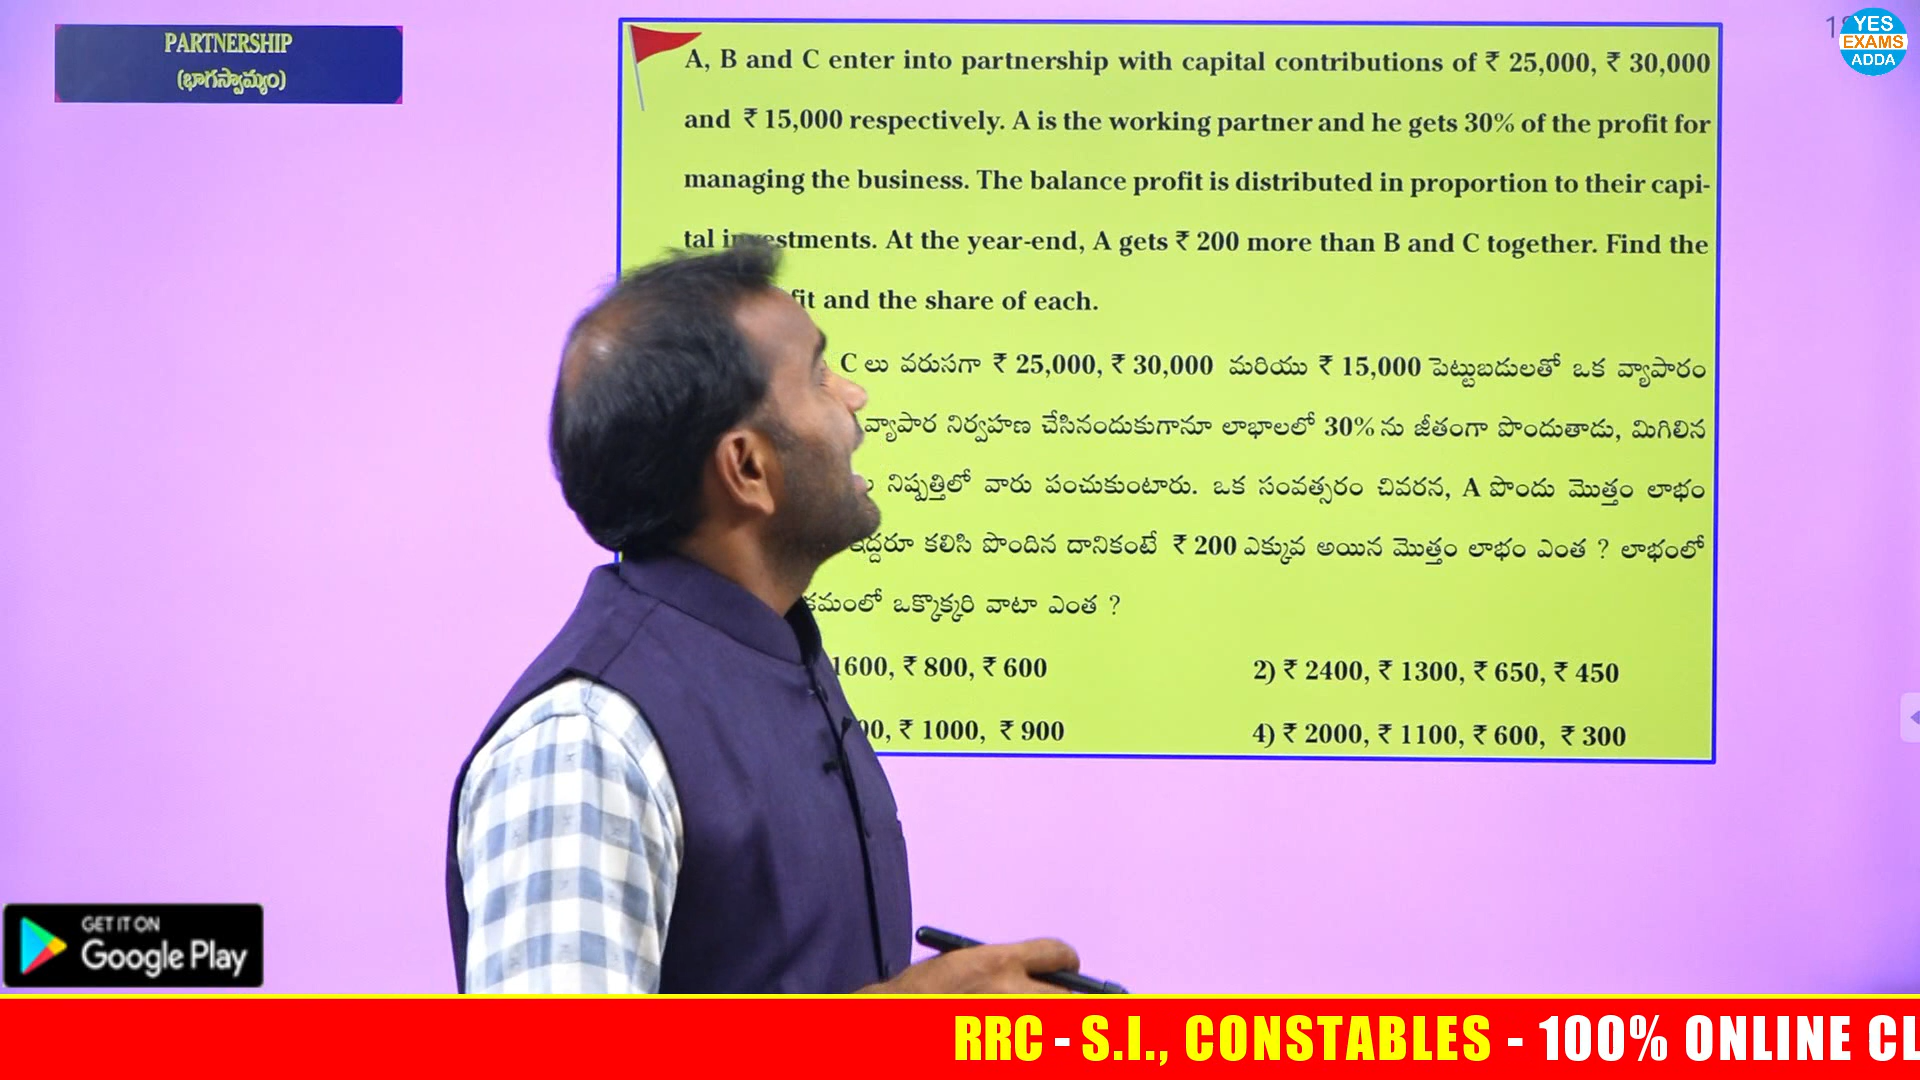 PARTNERSHIP
(భాగస్వామ్యం)
YES
EXAMS
ADDA
A, B and C enter into partnership with capital contributions of ₹ 25,000, ₹ 30,000
and ₹ 15,000 respectively. A is the working partner and he gets 30% of the profit for
managing the business. The balance profit is distributed in proportion to their capi-
tal investments. At the year-end, A gets ₹ 200 more than B and C together. Find the
and the share of each.
C లు వరుసగా ₹ 25,000, ₹ 30,000 మరియు ₹ 15,000 పెట్టుబడులతో ఒక వ్యాపారం
వ్యాపార నిర్వహణ చేసినందుకుగానూ లాభాలలో 30% ను జీతంగా పొందుతాడు, మిగిలిన
నిష్పత్తిలో వారు పంచుకుంటారు. ఒక సంవత్సరం చివరన, A పొందు మొత్తం లాభం
ఇద్దరూ కలిసి పొందిన దానికంటే ₹ 200 ఎక్కువ అయిన మొత్తం లాభం ఎంత ? లాభంలో
ఒక్కొక్కరి వాటా ఎంత ?
1600, ₹ 800, ₹ 600
2) ₹ 2400, ₹ 1300, ₹ 650, ₹ 450
₹ 1000, ₹ 900
4) ₹ 2000, ₹ 1100, ₹ 600, ₹ 300
GET IT ON
Google Play
RRC - S.I., CONSTABLES - 100% ONLINE CL